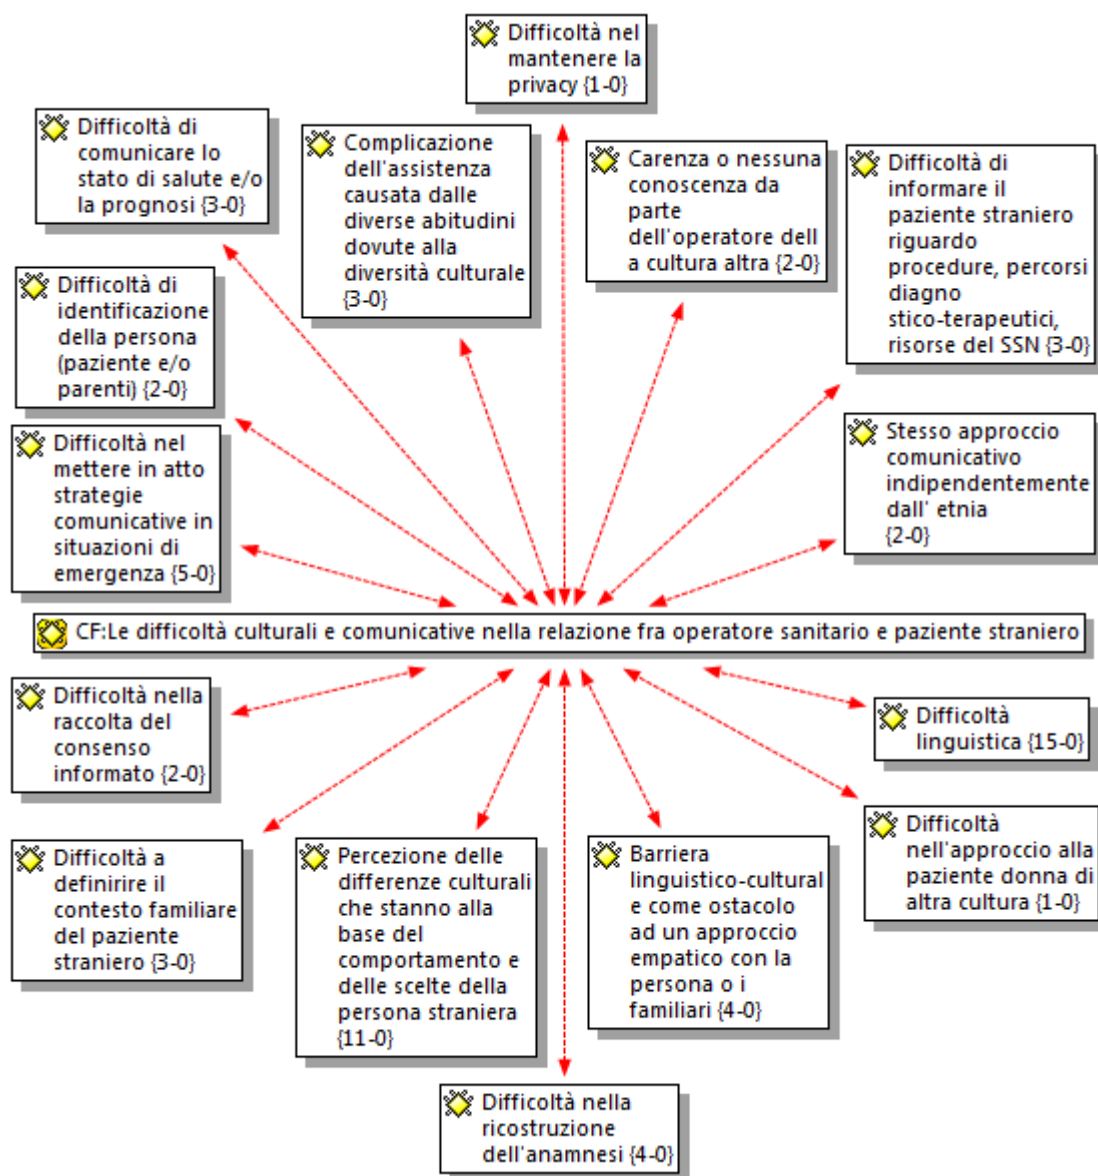 Difficoltà nel
mantenere la
privacy {1-0}
Difficoltà di
comunicare lo
stato di salute e/o
la prognosi {3-0}
Complicazione
dell'assistenza
causata dalle
diverse abitudini
dovute alla
diversità culturale
{3-0}
Carenza o nessuna
conoscenza da
parte
dell'operatore dell
a cultura altra {2-0}
Difficoltà di
informare il
paziente straniero
riguardo
procedure, percorsi
diagno
stico-terapeutici,
risorse del SSN {3-0}
Difficoltà di
identificazione
della persona
(paziente e/o
parenti) {2-0}
Difficoltà nel
mettere in atto
strategie
comunicative in
situazioni di
emergenza {5-0}
Stesso approccio
comunicativo
indipendentemente
dall' etnia
{2-0}
CF:Le difficoltà culturali e comunicative nella relazione fra operatore sanitario e paziente straniero
Difficoltà nella
raccolta del
consenso
informato {2-0}
Difficoltà
linguistica {15-0}
Difficoltà a
definirire il
contesto familiare
del paziente
straniero {3-0}
Percezione delle
differenze culturali
che stanno alla
base del
comportamento e
delle scelte della
persona straniera
{11-0}
Barriera
linguistico-cultural
e come ostacolo
ad un approccio
empatico con la
persona o i
familiari {4-0}
Difficoltà
nell'approccio alla
paziente donna di
altra cultura {1-0}
Difficoltà nella
ricostruzione
dell'anamnesi {4-0}